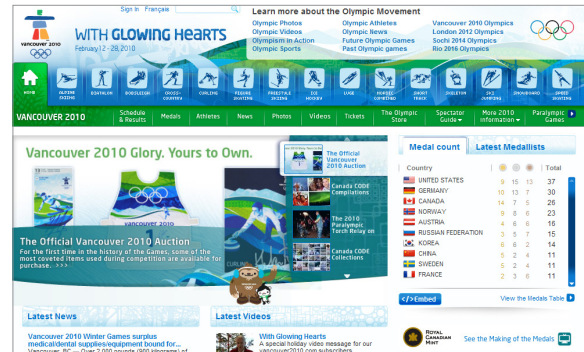 Sign In Français
Learn more about the Olympic Movement
Olympic Photos
Olympic Videos
Olympism in Action
Olympic Sports
Olympic Athletes
Olympic News
Future Olympic Games
Past Olympic games
Vancouver 2010 Olympics
London 2012 Olympics
Sochi 2014 Olympics
Rio 2016 Olympics
vancouver 2010
WITH GLOWING HEARTS
February 12 - 28, 2010
HOME
ALPINE SKIING
BIATHLON
BOBSLEIGH
CROSS-COUNTRY
CURLING
FIGURE SKATING
FREESTYLE SKIING
ICE HOCKEY
LUGE
NORDIC COMBINED
SHORT TRACK
SKELETON
SKI JUMPING
SNOWBOARD
SPEED SKATING
VANCOUVER 2010
Schedule & Results
Medals
Athletes
News
Photos
Videos
Tickets
The Olympic Store
Spectator Guide
More 2010 Information
Paralympic Games
Vancouver 2010 Glory. Yours to Own.
vancouver 2010
The Official Vancouver 2010 Auction
For the first time in the history of the Games, some of the
most coveted items used during competition are available for
purchase. >>>
The Official
Vancouver
2010 Auction
Canada CODE
Compilations
The 2010
Paralympic
Torch Relay on
Canada CODE
Collections
Medal count
Latest Medallists
Country Total
UNITED STATES 9 15 13 37
GERMANY 10 13 7 30
CANADA 14 7 5 26
NORWAY 9 8 6 23
AUSTRIA 4 6 6 16
RUSSIAN FEDERATION 3 5 7 15
KOREA 6 6 2 14
CHINA 5 2 4 11
SWEDEN 5 2 4 11
FRANCE 2 3 6 11
</>Embed
View the Medals Table
Latest News
Vancouver 2010 Winter Games surplus
medical/dental supplies/equipment bound for...
Vancouver, BC — Over 2,000 pounds (900 kilograms) of
Latest Videos
With Glowing Hearts
A special holiday video message for our
vancouver2010.com subscribers
ROYAL
CANADIAN
MINT
See the Making of the Medals